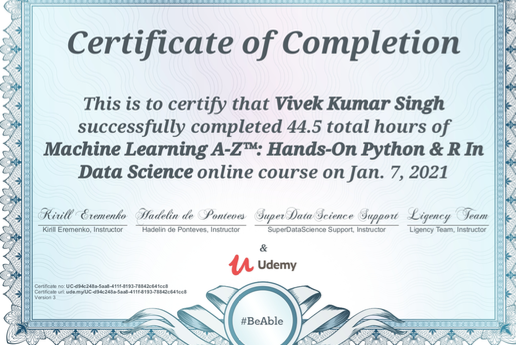 Certificate of Completion
This is to certify that Vivek Kumar Singh
successfully completed 44.5 total hours of
Machine Learning A-Z™: Hands-On Python & R In
Data Science online course on Jan. 7, 2021
Kirill Eremenko Hadelin de Ponteves SuperDataScience Support Ligency Team
Kirill Eremenko, Instructor Hadelin de Ponteves, Instructor SuperDataScience Support, Instructor Ligency Team, Instructor
&
Udemy
Certificate no: UC-d94c248a-5aa6-411f-8193-78842c641cc8
Certificate url: ude.my/UC-d94c248a-5aa6-411f-8193-78842c641cc8
Version 3
#BeAble